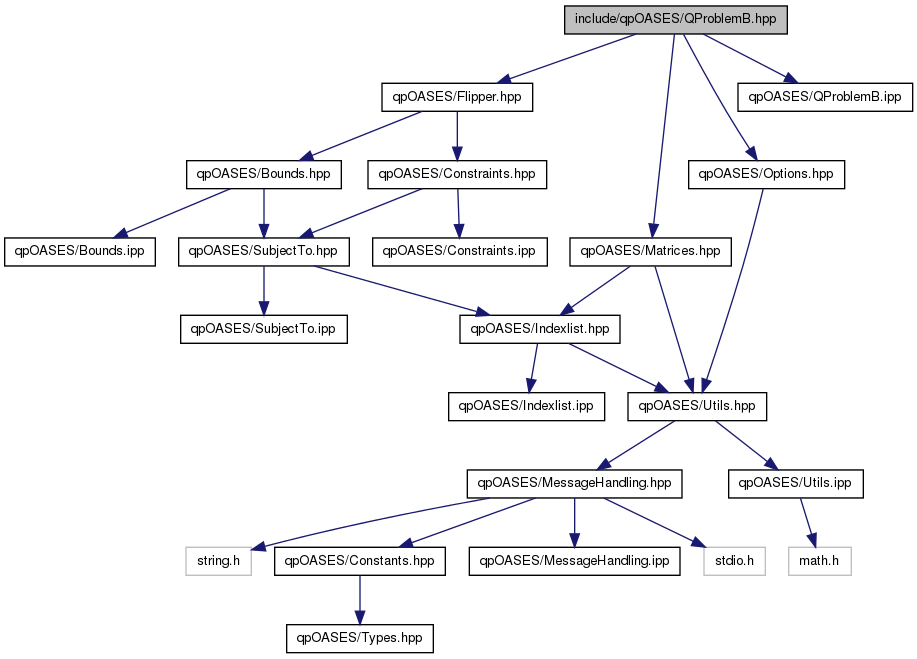 include/qpOASES/QProblemB.hpp
qpOASES/Flipper.hpp
qpOASES/QProblemB.ipp
qpOASES/Bounds.hpp
qpOASES/Constraints.hpp
qpOASES/Options.hpp
qpOASES/Bounds.ipp
qpOASES/SubjectTo.hpp
qpOASES/Constraints.ipp
qpOASES/Matrices.hpp
qpOASES/SubjectTo.ipp
qpOASES/Indexlist.hpp
qpOASES/Indexlist.ipp
qpOASES/Utils.hpp
qpOASES/MessageHandling.hpp
qpOASES/Utils.ipp
string.h
qpOASES/Constants.hpp
qpOASES/MessageHandling.ipp
stdio.h
math.h
qpOASES/Types.hpp